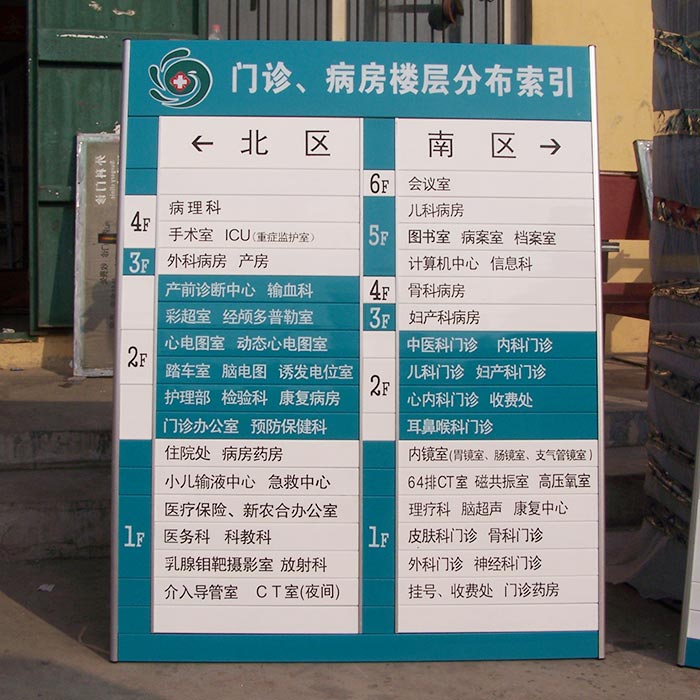 门诊、病房楼层分布索引
← 北 区
4F
病理科
手术室 ICU(重症监护室)
3F
外科病房 产房
2F
产前诊断中心 输血科
彩超室 经颅多普勒室
心电图室 动态心电图室
踏车室 脑电图 诱发电位室
护理部 检验科 康复病房
门诊办公室 预防保健科
1F
住院处 病房药房
小儿输液中心 急救中心
医疗保险、新农合办公室
医务科 科教科
乳腺钼靶摄影室 放射科
介入导管室 CT室(夜间)
南 区 →
6F
会议室
5F
儿科病房
图书室 病案室 档案室
计算机中心 信息科
4F
骨科病房
3F
妇产科病房
2F
中医科门诊 内科门诊
儿科门诊 妇产科门诊
心内科门诊 收费处
耳鼻喉科门诊
1F
内镜室(胃镜室、肠镜室、支气管镜室)
64排CT室 磁共振室 高压氧室
理疗科 脑超声 康复中心
皮肤科门诊 骨科门诊
外科门诊 神经科门诊
挂号、收费处 门诊药房